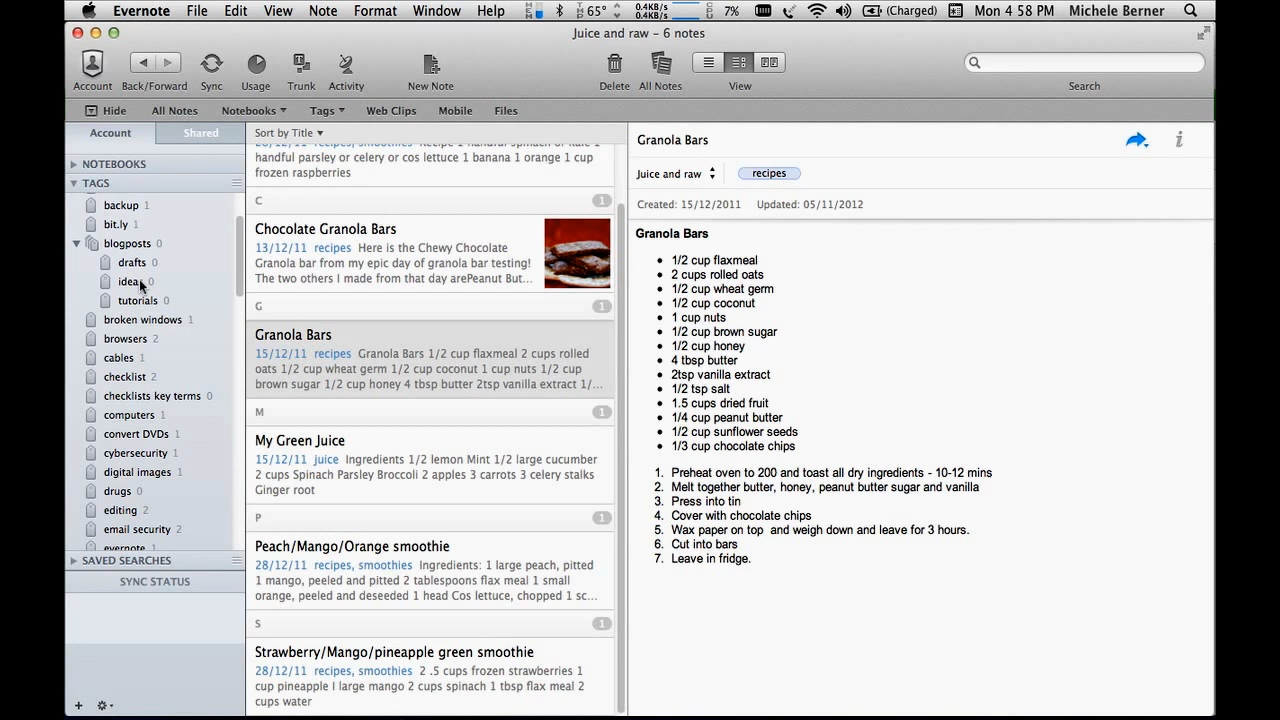 Evernote File Edit View Note Format Window Help 65° 0.4KB/s 0.4KB/s 7% (Charged) Mon 4 58 PM Michele Berner
Juice and raw – 6 notes
Account Back/Forward Sync Usage Trunk Activity New Note Delete All Notes View Search
Hide All Notes Notebooks Tags Web Clips Mobile Files
Account Shared
NOTEBOOKS
TAGS
backup 1
bit.ly 1
blogposts 0
drafts 0
ideas 0
tutorials 0
broken windows 1
browsers 2
cables 1
checklist 2
checklists key terms 0
computers 1
convert DVDs 1
cybersecurity 1
digital images 1
drugs 0
editing 2
email security 2
evernote 1
SAVED SEARCHES
SYNC STATUS
Sort by Title
28/12/11 recipes, smoothies Recipe 1 handful spinach or kale 1
handful parsley or celery or cos lettuce 1 banana 1 orange 1 cup
frozen raspberries
C 1
Chocolate Granola Bars
13/12/11 recipes Here is the Chewy Chocolate
Granola bar from my epic day of granola bar testing!
The two others I made from that day arePeanut But...
G 1
Granola Bars
15/12/11 recipes Granola Bars 1/2 cup flaxmeal 2 cups rolled
oats 1/2 cup wheat germ 1/2 cup coconut 1 cup nuts 1/2 cup
brown sugar 1/2 cup honey 4 tbsp butter 2tsp vanilla extract 1/...
M 1
My Green Juice
15/12/11 juice Ingredients 1/2 lemon Mint 1/2 large cucumber
2 cups Spinach Parsley Broccoli 2 apples 3 carrots 3 celery stalks
Ginger root
P 1
Peach/Mango/Orange smoothie
28/12/11 recipes, smoothies Ingredients: 1 large peach, pitted
1 mango, peeled and pitted 2 tablespoons flax meal 1 small
orange, peeled and deseeded 1 head Cos lettuce, chopped 1 sc...
S 1
Strawberry/Mango/pineapple green smoothie
28/12/11 recipes, smoothies 2 .5 cups frozen strawberries 1
cup pineapple l large mango 2 cups spinach 1 tbsp flax meal 2
cups water
Granola Bars
Juice and raw recipes
Created: 15/12/2011 Updated: 05/11/2012
Granola Bars
• 1/2 cup flaxmeal
• 2 cups rolled oats
• 1/2 cup wheat germ
• 1/2 cup coconut
• 1 cup nuts
• 1/2 cup brown sugar
• 1/2 cup honey
• 4 tbsp butter
• 2tsp vanilla extract
• 1/2 tsp salt
• 1.5 cups dried fruit
• 1/4 cup peanut butter
• 1/2 cup sunflower seeds
• 1/3 cup chocolate chips
1. Preheat oven to 200 and toast all dry ingredients - 10-12 mins
2. Melt together butter, honey, peanut butter sugar and vanilla
3. Press into tin
4. Cover with chocolate chips
5. Wax paper on top and weigh down and leave for 3 hours.
6. Cut into bars
7. Leave in fridge.